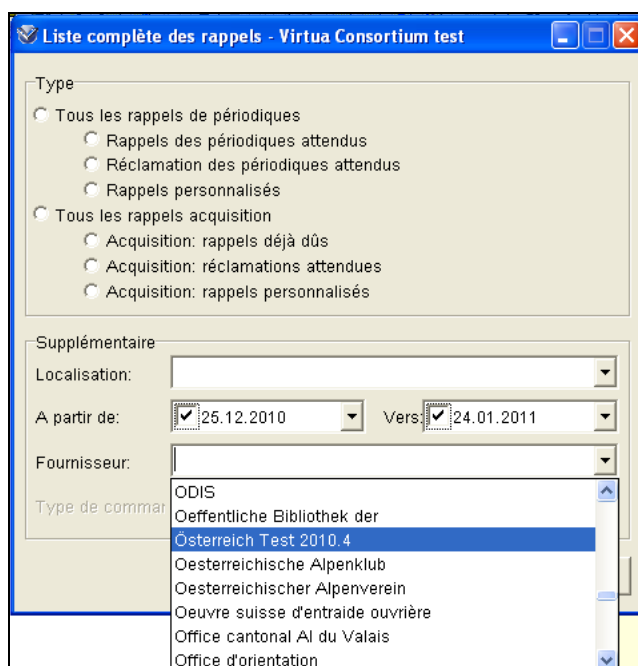 Liste complète des rappels - Virtua Consortium test
Type
Tous les rappels de périodiques
Rappels des périodiques attendus
Réclamation des périodiques attendus
Rappels personnalisés
Tous les rappels acquisition
Acquisition: rappels déjà dûs
Acquisition: réclamations attendues
Acquisition: rappels personnalisés
Supplémentaire
Localisation:
A partir de: 25.12.2010 Vers: 24.01.2011
Fournisseur:
ODIS
Type de commar
Oeffentliche Bibliothek der
Österreich Test 2010.4
Oesterreichische Alpenklub
Oesterreichischer Alpenverein
Oeuvre suisse d'entraide ouvrière
Office cantonal AI du Valais
Office d'orientation